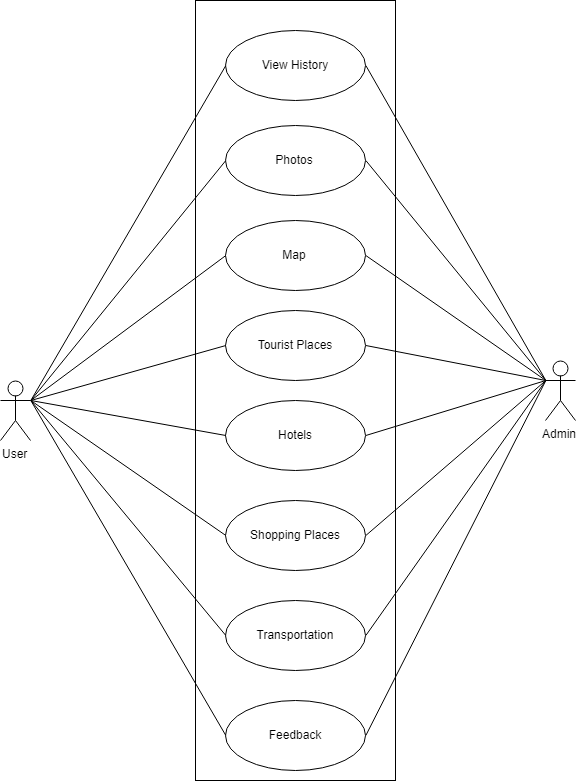 View History
Photos
Map
Tourist Places
Hotels
User
Admin
Shopping Places
Transportation
Feedback